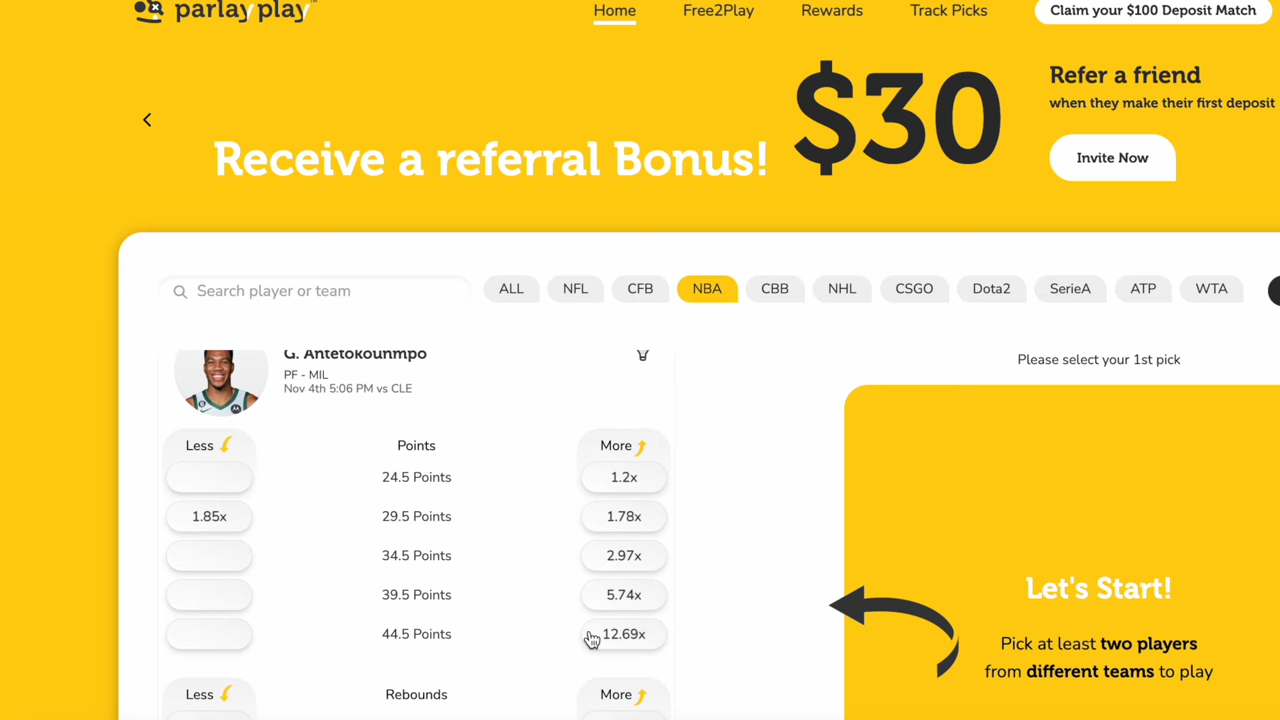 parlay play™
Home Free2Play Rewards Track Picks Claim your $100 Deposit Match
Receive a referral Bonus!
$30
Refer a friend
when they make their first deposit
Invite Now
Search player or team
ALL NFL CFB NBA CBB NHL CSGO Dota2 SerieA ATP WTA
G. Antetokounmpo
PF - MIL
Nov 4th 5:06 PM vs CLE
Less Points More
24.5 Points 1.2x
1.85x 29.5 Points 1.78x
34.5 Points 2.97x
39.5 Points 5.74x
44.5 Points 12.69x
Less Rebounds More
Please select your 1st pick
Let's Start!
Pick at least two players
from different teams to play